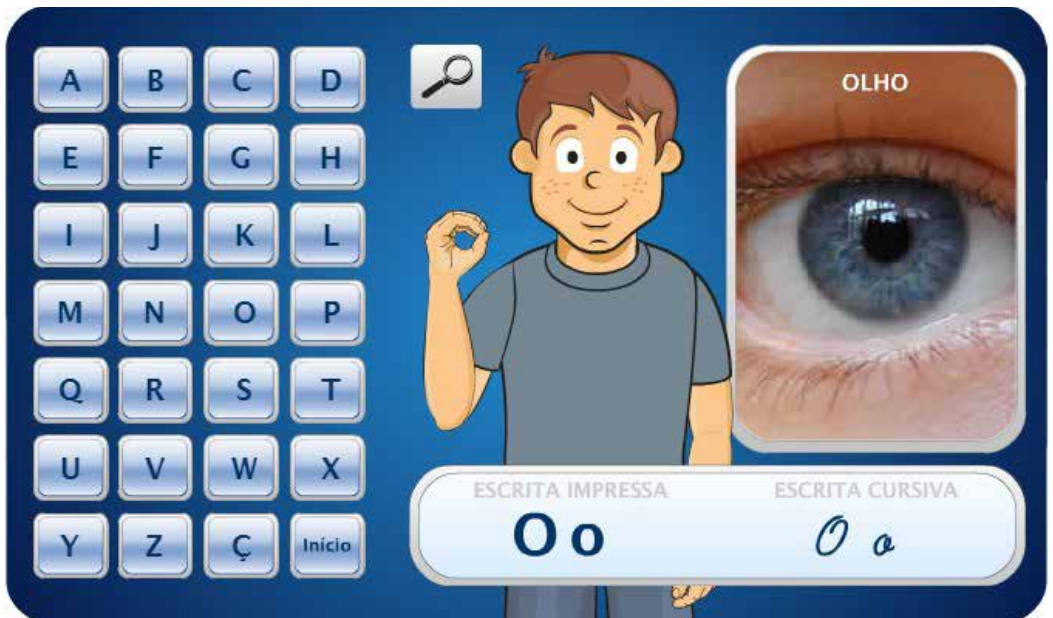 A B C D
E F G H
I J K L
M N O P
Q R S T
U V W X
Y Z Ç Início
OLHO
ESCRITA IMPRESSA
O o
ESCRITA CURSIVA
O o